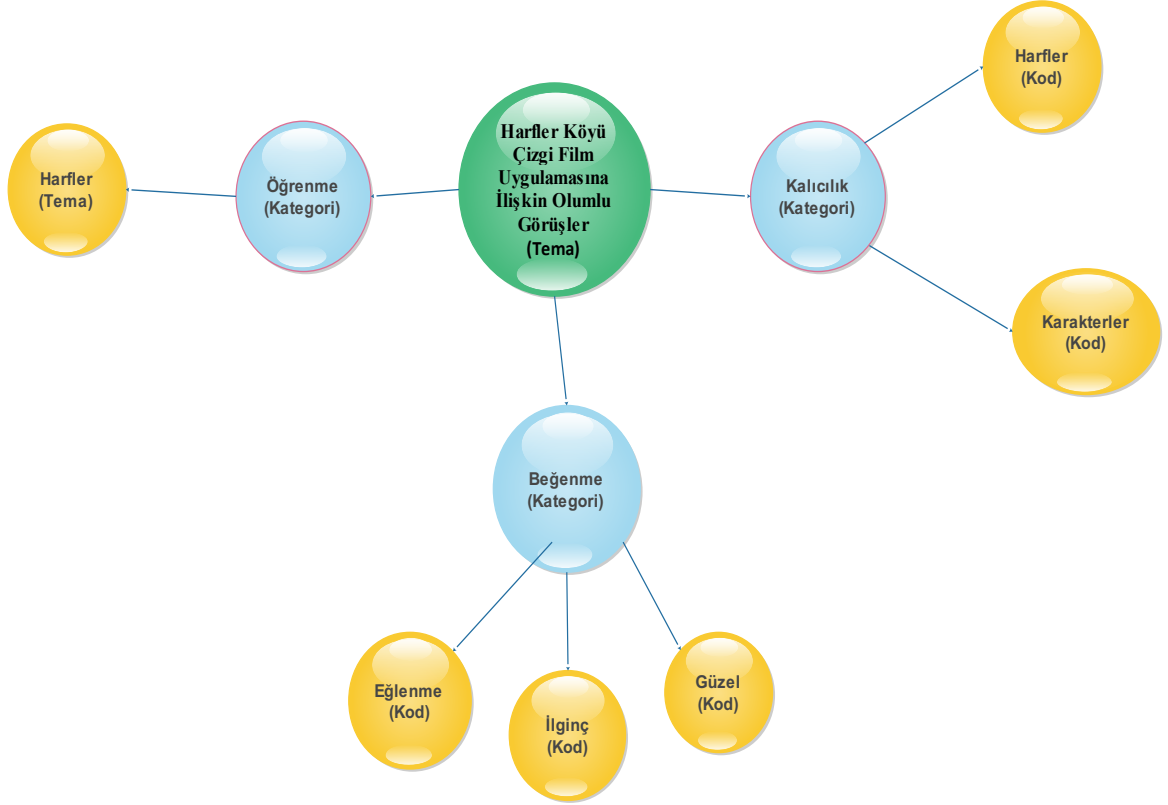 Harfler
(Kod)
Harfler Köyü
Çizgi Film
Uygulamasına
İlişkin Olumlu
Görüşler
(Tema)
Harfler
(Tema)
Öğrenme
(Kategori)
Kalıcılık
(Kategori)
Karakterler
(Kod)
Beğenme
(Kategori)
Eğlenme
(Kod)
İlginç
(Kod)
Güzel
(Kod)